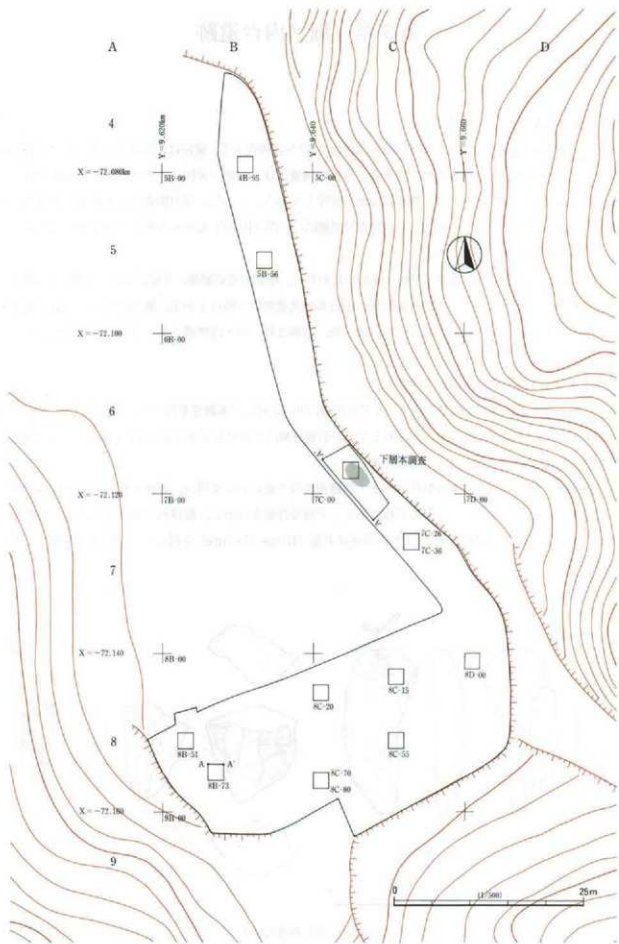 A B C D
4
Y=9.620km
Y=9.640
Y=9.660
X=-72.080km
5B-00
4B-95
5C-00
5
5B-56
X=-72.100
6B-00
6
下層本調査
X=-72.120
7B-00
7C-00
7D-00
7C-26
7C-36
7
X=-72.140
8B-00
8D-00
8C-15
8C-20
8
8B-51
8C-55
A A'
8B-73
8C-70
8C-80
X=-72.160
9B-00
9
0 (1/500) 25m